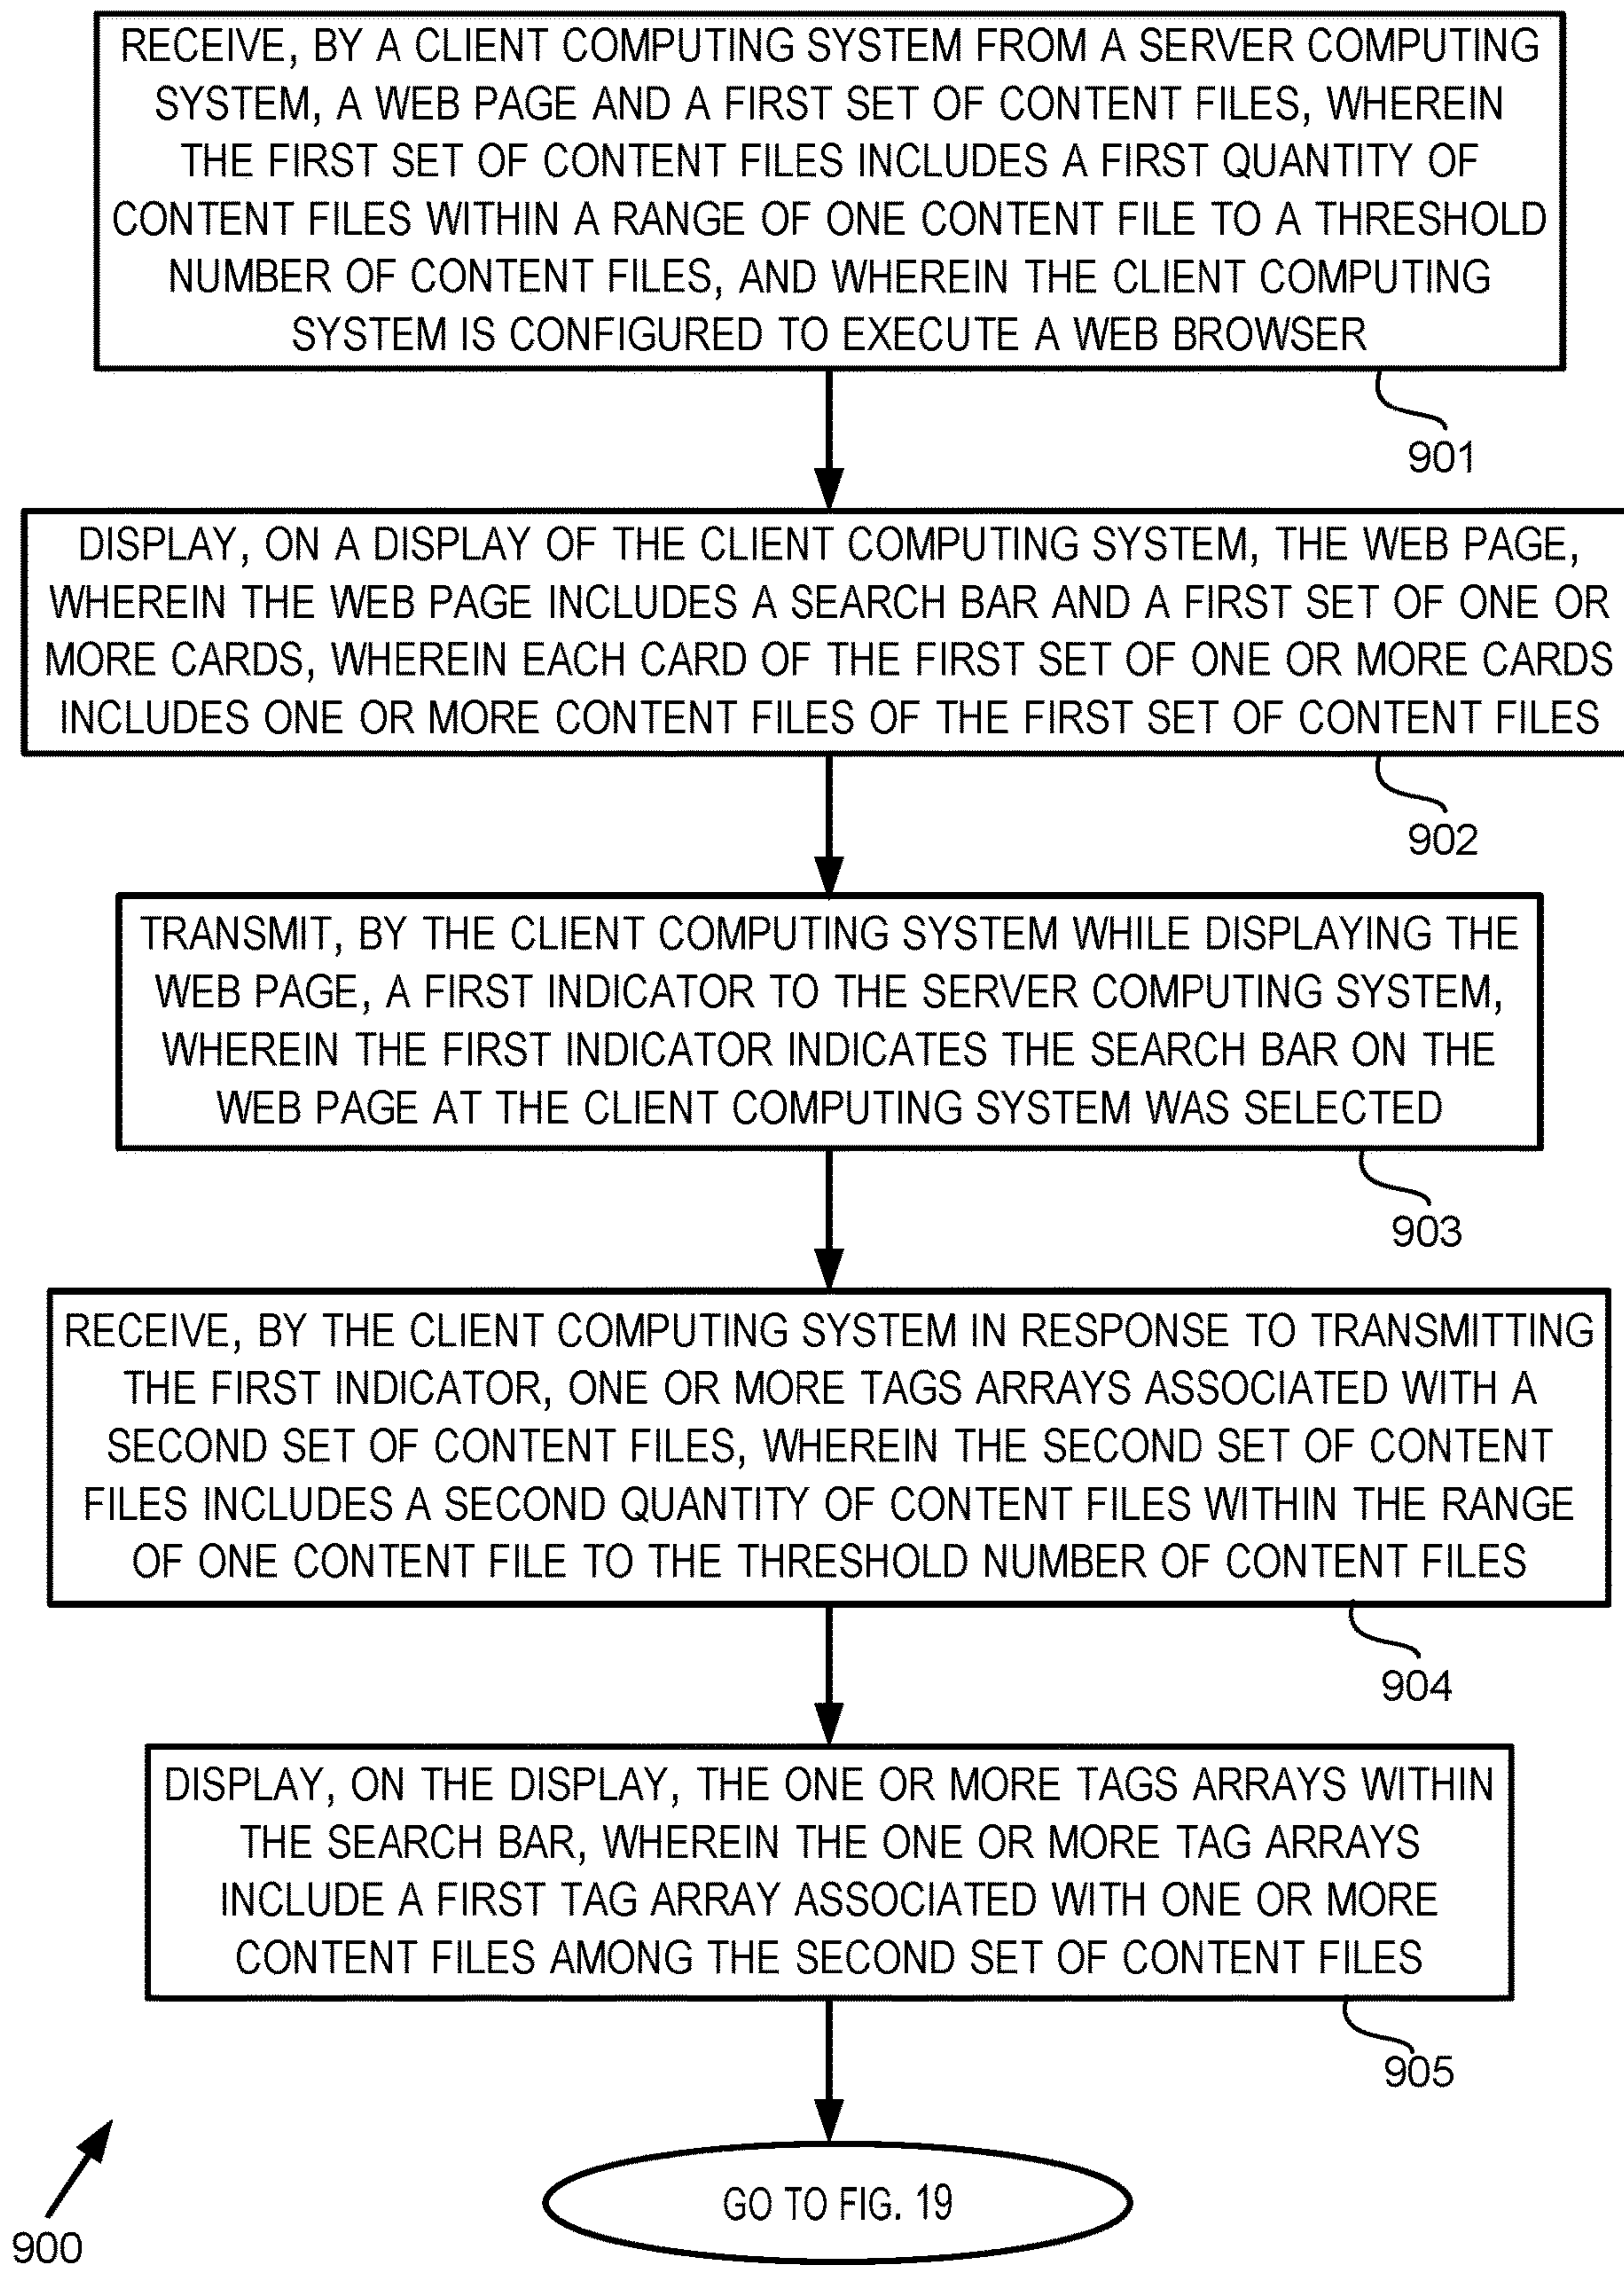 RECEIVE, BY A CLIENT COMPUTING SYSTEM FROM A SERVER COMPUTING
SYSTEM, A WEB PAGE AND A FIRST SET OF CONTENT FILES, WHEREIN
THE FIRST SET OF CONTENT FILES INCLUDES A FIRST QUANTITY OF
CONTENT FILES WITHIN A RANGE OF ONE CONTENT FILE TO A THRESHOLD
NUMBER OF CONTENT FILES, AND WHEREIN THE CLIENT COMPUTING
SYSTEM IS CONFIGURED TO EXECUTE A WEB BROWSER
901
DISPLAY, ON A DISPLAY OF THE CLIENT COMPUTING SYSTEM, THE WEB PAGE,
WHEREIN THE WEB PAGE INCLUDES A SEARCH BAR AND A FIRST SET OF ONE OR
MORE CARDS, WHEREIN EACH CARD OF THE FIRST SET OF ONE OR MORE CARDS
INCLUDES ONE OR MORE CONTENT FILES OF THE FIRST SET OF CONTENT FILES
902
TRANSMIT, BY THE CLIENT COMPUTING SYSTEM WHILE DISPLAYING THE
WEB PAGE, A FIRST INDICATOR TO THE SERVER COMPUTING SYSTEM,
WHEREIN THE FIRST INDICATOR INDICATES THE SEARCH BAR ON THE
WEB PAGE AT THE CLIENT COMPUTING SYSTEM WAS SELECTED
903
RECEIVE, BY THE CLIENT COMPUTING SYSTEM IN RESPONSE TO TRANSMITTING
THE FIRST INDICATOR, ONE OR MORE TAGS ARRAYS ASSOCIATED WITH A
SECOND SET OF CONTENT FILES, WHEREIN THE SECOND SET OF CONTENT
FILES INCLUDES A SECOND QUANTITY OF CONTENT FILES WITHIN THE RANGE
OF ONE CONTENT FILE TO THE THRESHOLD NUMBER OF CONTENT FILES
904
DISPLAY, ON THE DISPLAY, THE ONE OR MORE TAGS ARRAYS WITHIN
THE SEARCH BAR, WHEREIN THE ONE OR MORE TAG ARRAYS
INCLUDE A FIRST TAG ARRAY ASSOCIATED WITH ONE OR MORE
CONTENT FILES AMONG THE SECOND SET OF CONTENT FILES
905
GO TO FIG. 19
900